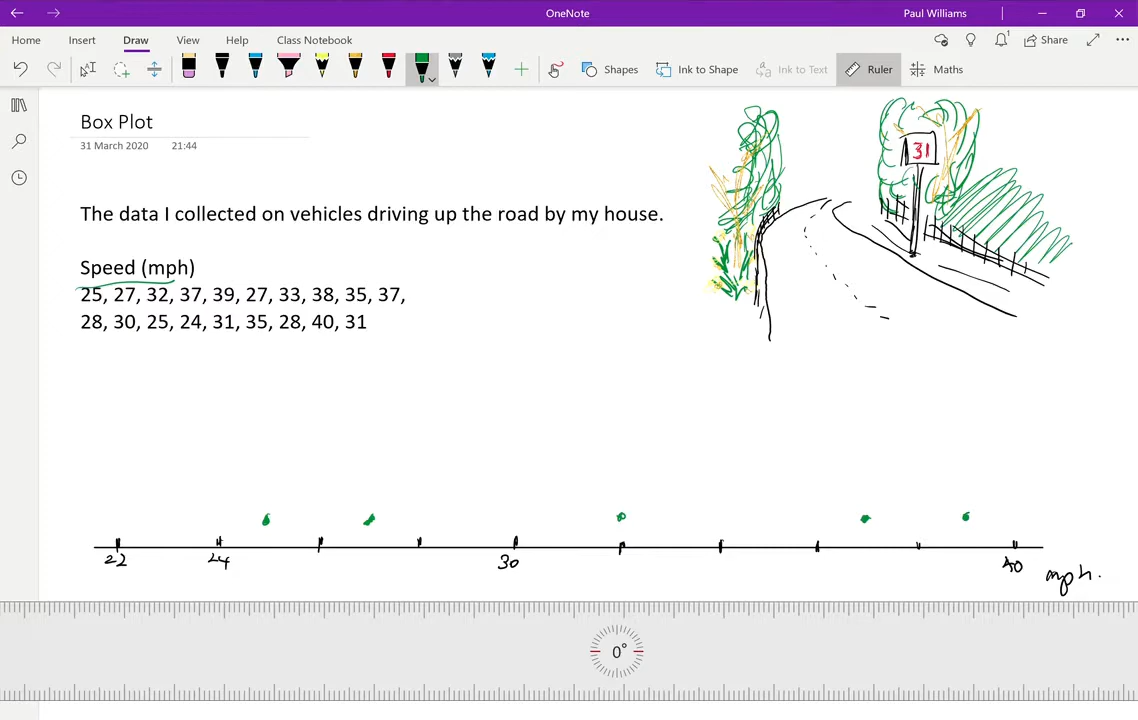 OneNote
Paul Williams
Home Insert Draw View Help Class Notebook
Share
Shapes Ink to Shape Ink to Text Ruler Maths
Box Plot
31 March 2020 21:44
31
The data I collected on vehicles driving up the road by my house.
Speed (mph)
25, 27, 32, 37, 39, 27, 33, 38, 35, 37,
28, 30, 25, 24, 31, 35, 28, 40, 31
22 24 30 40 mph.
0°